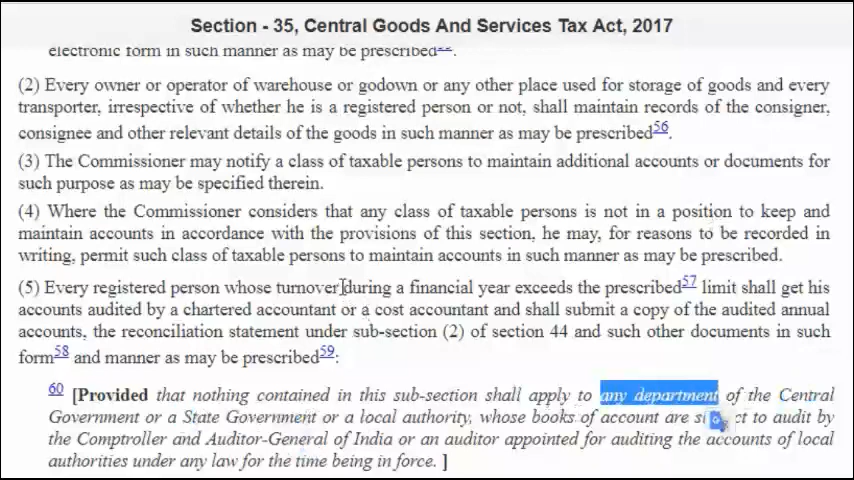 Section - 35, Central Goods And Services Tax Act, 2017
electronic form in such manner as may be prescribed
(2) Every owner or operator of warehouse or godown or any other place used for storage of goods and every
transporter, irrespective of whether he is a registered person or not, shall maintain records of the consigner,
consignee and other relevant details of the goods in such manner as may be prescribed56.
(3) The Commissioner may notify a class of taxable persons to maintain additional accounts or documents for
such purpose as may be specified therein.
(4) Where the Commissioner considers that any class of taxable persons is not in a position to keep and
maintain accounts in accordance with the provisions of this section, he may, for reasons to be recorded in
writing, permit such class of taxable persons to maintain accounts in such manner as may be prescribed.
(5) Every registered person whose turnover during a financial year exceeds the prescribed57 limit shall get his
accounts audited by a chartered accountant or a cost accountant and shall submit a copy of the audited annual
accounts, the reconciliation statement under sub-section (2) of section 44 and such other documents in such
form58 and manner as may be prescribed59:
60 [Provided that nothing contained in this sub-section shall apply to any department of the Central
Government or a State Government or a local authority, whose books of account are to audit by
the Comptroller and Auditor-General of India or an auditor appointed for auditing the accounts of local
authorities under any law for the time being in force. ]